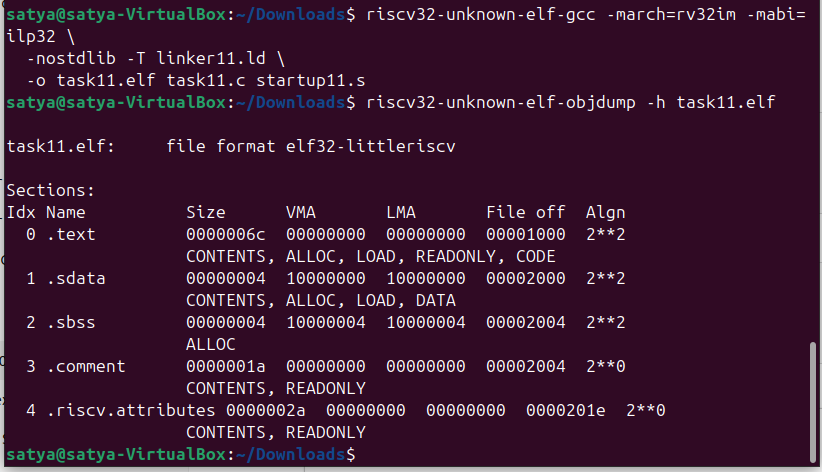 satya@satya-VirtualBox:~/Downloads$ riscv32-unknown-elf-gcc -march=rv32im -mabi=
ilp32 \
  -nostdlib -T linker11.ld \
  -o task11.elf task11.c startup11.s
satya@satya-VirtualBox:~/Downloads$ riscv32-unknown-elf-objdump -h task11.elf

task11.elf:     file format elf32-littleriscv

Sections:
Idx Name          Size      VMA       LMA       File off  Algn
  0 .text         0000006c  00000000  00000000  00001000  2**2
                  CONTENTS, ALLOC, LOAD, READONLY, CODE
  1 .sdata        00000004  10000000  10000000  00002000  2**2
                  CONTENTS, ALLOC, LOAD, DATA
  2 .sbss         00000004  10000004  10000004  00002004  2**2
                  ALLOC
  3 .comment      0000001a  00000000  00000000  00002004  2**0
                  CONTENTS, READONLY
  4 .riscv.attributes 0000002a  00000000  00000000  0000201e  2**0
                  CONTENTS, READONLY
satya@satya-VirtualBox:~/Downloads$